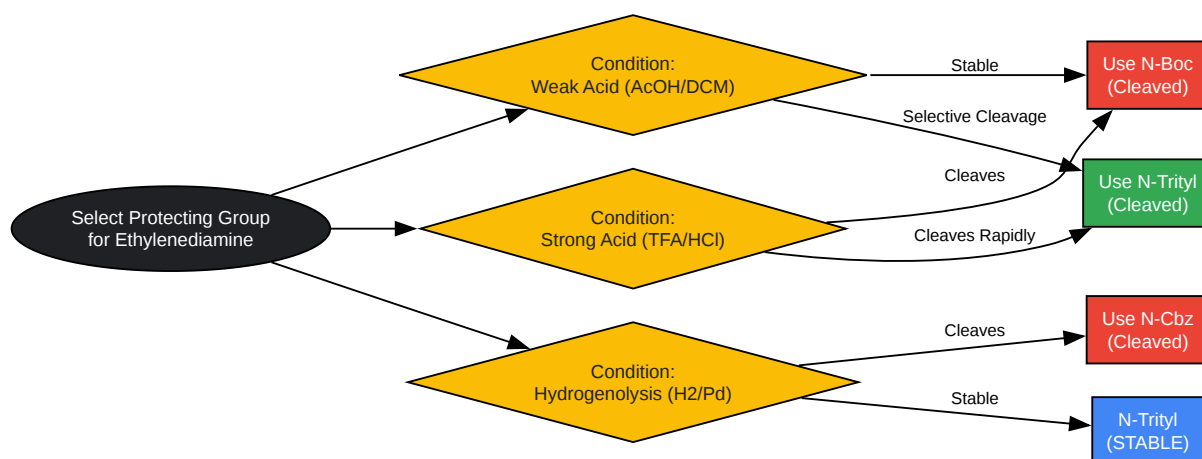 Select Protecting Group
for Ethylenediamine
Condition:
Weak Acid (AcOH/DCM)
Stable
Use N-Boc
(Cleaved)
Selective Cleavage
Use N-Trityl
(Cleaved)
Condition:
Strong Acid (TFA/HCl)
Cleaves
Cleaves Rapidly
Condition:
Hydrogenolysis (H2/Pd)
Cleaves
Use N-Cbz
(Cleaved)
Stable
N-Trityl
(STABLE)